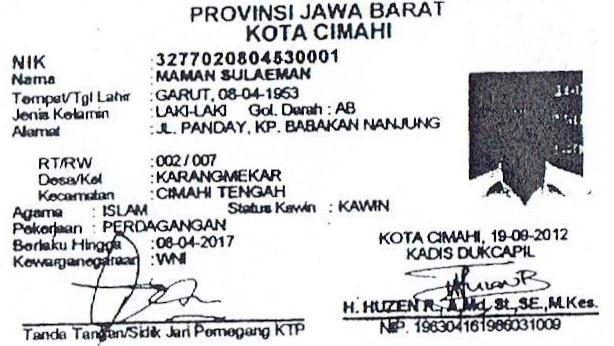 PROVINSI JAWA BARAT
KOTA CIMAHI
NIK : 3277020804530001
Nama : MAMAN SULAEMAN
Tempat/Tgl Lahir : GARUT, 08-04-1953
Jenis Kelamin : LAKI-LAKI Gol. Darah : AB
Alamat : JL. PANDAY, KP. BABAKAN NANJUNG
RT/RW : 002 / 007
Desa/Kel : KARANGMEKAR
Kecamatan : CIMAHI TENGAH
Agama : ISLAM Status Kawin : KAWIN
Pekerjaan : PERDAGANGAN
Berlaku Hingga : 08-04-2017
Kewarganegaraan : WNI
KOTA CIMAHI, 19-09-2012
KADIS DUKCAPIL
H. HUZEN R., A.Md, St.,SE.,M.Kes.
NIP. 196304161986031009
Tanda Tangan/Sidik Jari Pemegang KTP